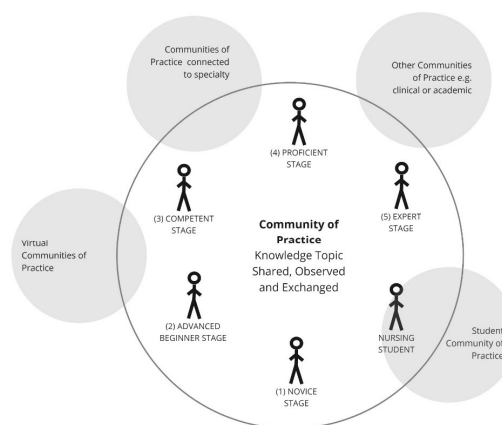 Communities of
Practice connected
to specialty
Other Communities
of Practice e.g.
clinical or academic
(4) PROFICIENT
STAGE
(3) COMPETENT
STAGE
(5) EXPERT
STAGE
Community of
Practice
Knowledge Topic
Shared, Observed
and Exchanged
Virtual
Communities of
Practice
(2) ADVANCED
BEGINNER STAGE
NURSING
STUDENT
Student
Community of
Practice
(1) NOVICE
STAGE